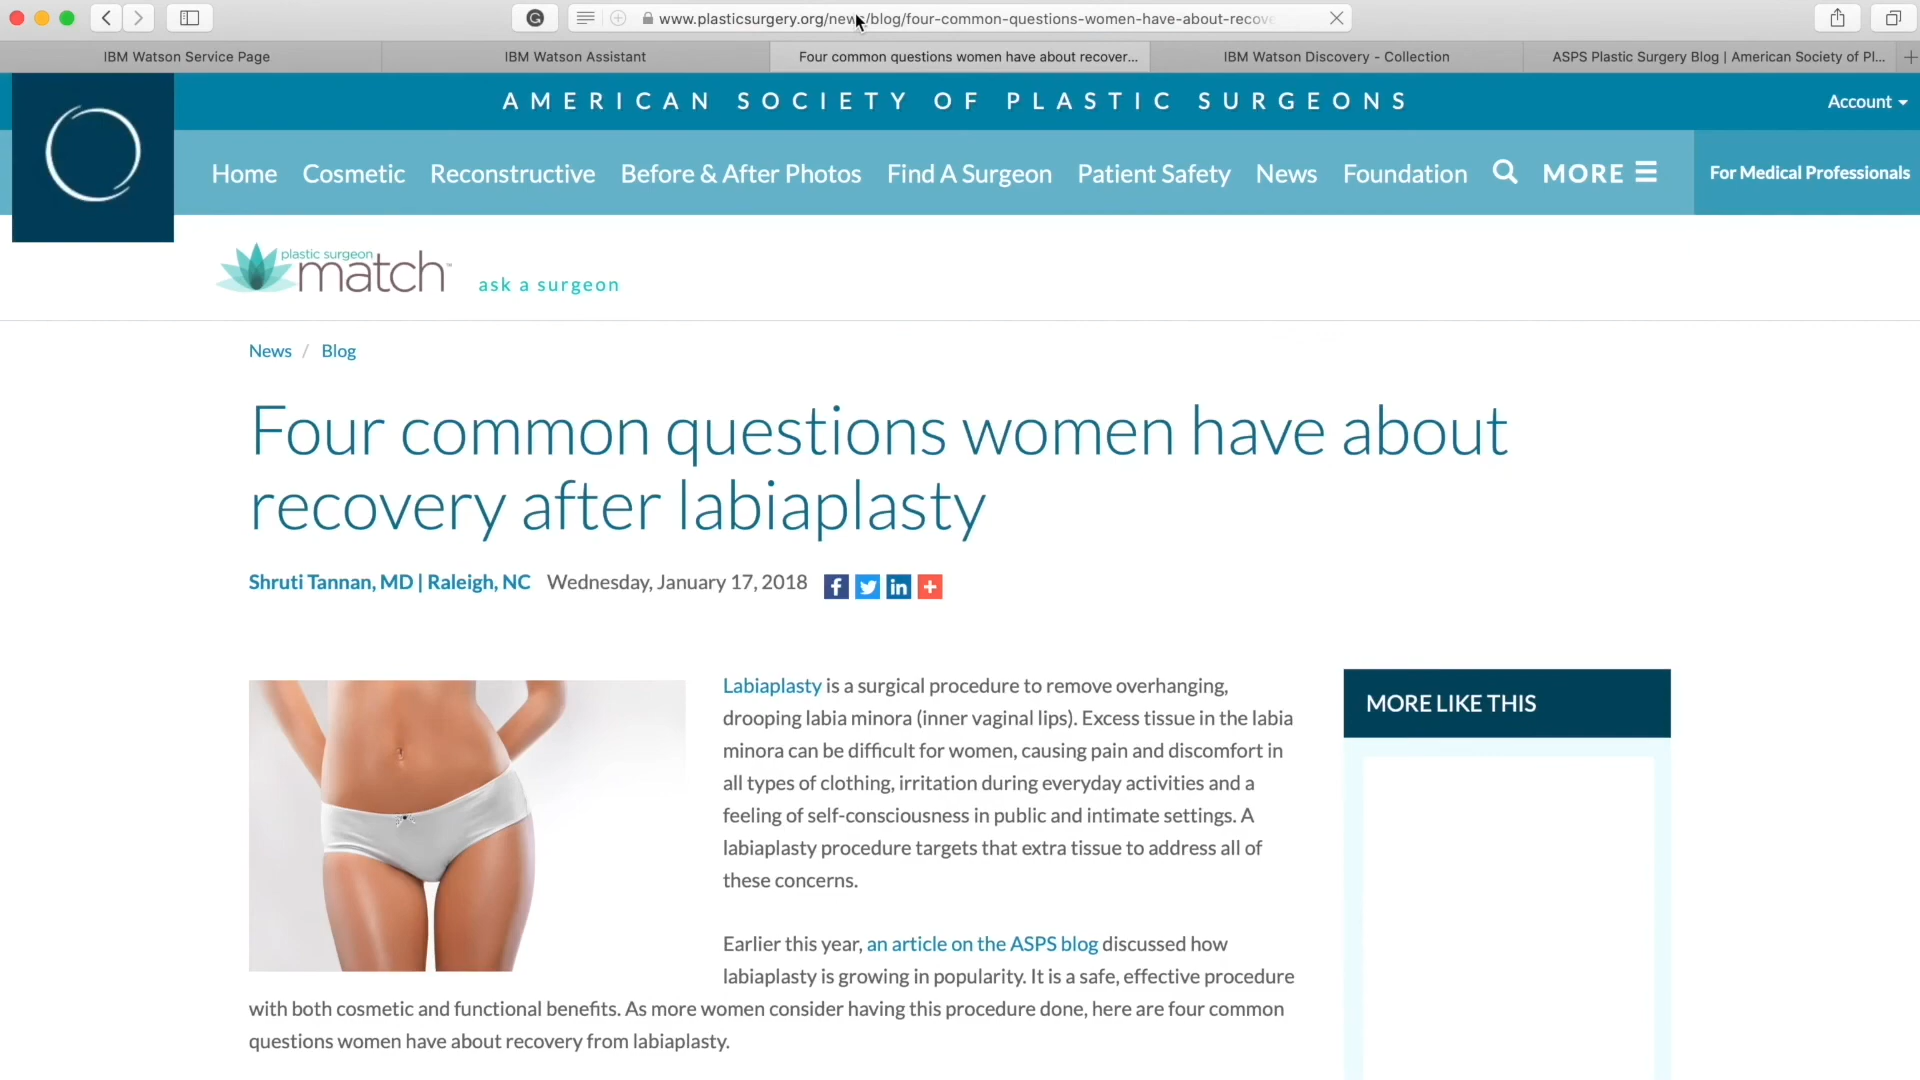 www.plasticsurgery.org/news/blog/four-common-questions-women-have-about-recove
IBM Watson Service Page
IBM Watson Assistant
Four common questions women have about recover...
IBM Watson Discovery - Collection
ASPS Plastic Surgery Blog | American Society of Pl...
AMERICAN SOCIETY OF PLASTIC SURGEONS
Account
Home Cosmetic Reconstructive Before & After Photos Find A Surgeon Patient Safety News Foundation MORE
For Medical Professionals
plastic surgeon
match™
ask a surgeon
News / Blog
Four common questions women have about
recovery after labiaplasty
Shruti Tannan, MD | Raleigh, NC Wednesday, January 17, 2018
Labiaplasty is a surgical procedure to remove overhanging,
drooping labia minora (inner vaginal lips). Excess tissue in the labia
minora can be difficult for women, causing pain and discomfort in
all types of clothing, irritation during everyday activities and a
feeling of self-consciousness in public and intimate settings. A
labiaplasty procedure targets that extra tissue to address all of
these concerns.
Earlier this year, an article on the ASPS blog discussed how
labiaplasty is growing in popularity. It is a safe, effective procedure
with both cosmetic and functional benefits. As more women consider having this procedure done, here are four common
questions women have about recovery from labiaplasty.
MORE LIKE THIS